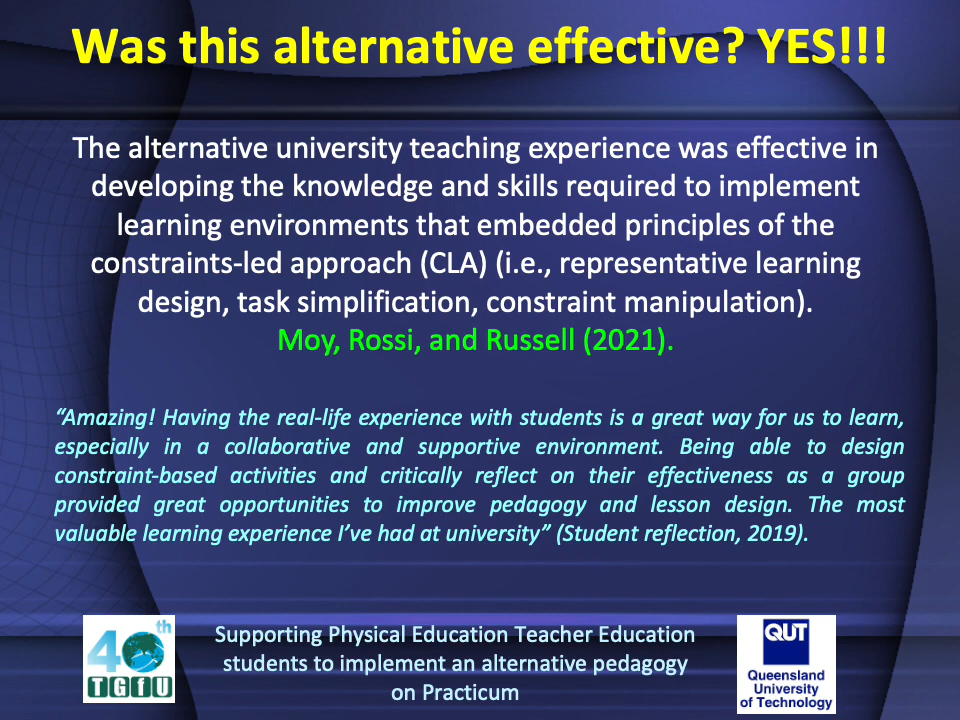 Was this alternative effective? YES!!!
The alternative university teaching experience was effective in
developing the knowledge and skills required to implement
learning environments that embedded principles of the
constraints-led approach (CLA) (i.e., representative learning
design, task simplification, constraint manipulation).
Moy, Rossi, and Russell (2021).
“Amazing! Having the real-life experience with students is a great way for us to learn,
especially in a collaborative and supportive environment. Being able to design
constraint-based activities and critically reflect on their effectiveness as a group
provided great opportunities to improve pedagogy and lesson design. The most
valuable learning experience I’ve had at university” (Student reflection, 2019).
40th
TGfU
Supporting Physical Education Teacher Education
students to implement an alternative pedagogy
on Practicum
QUT
Queensland
University
of Technology